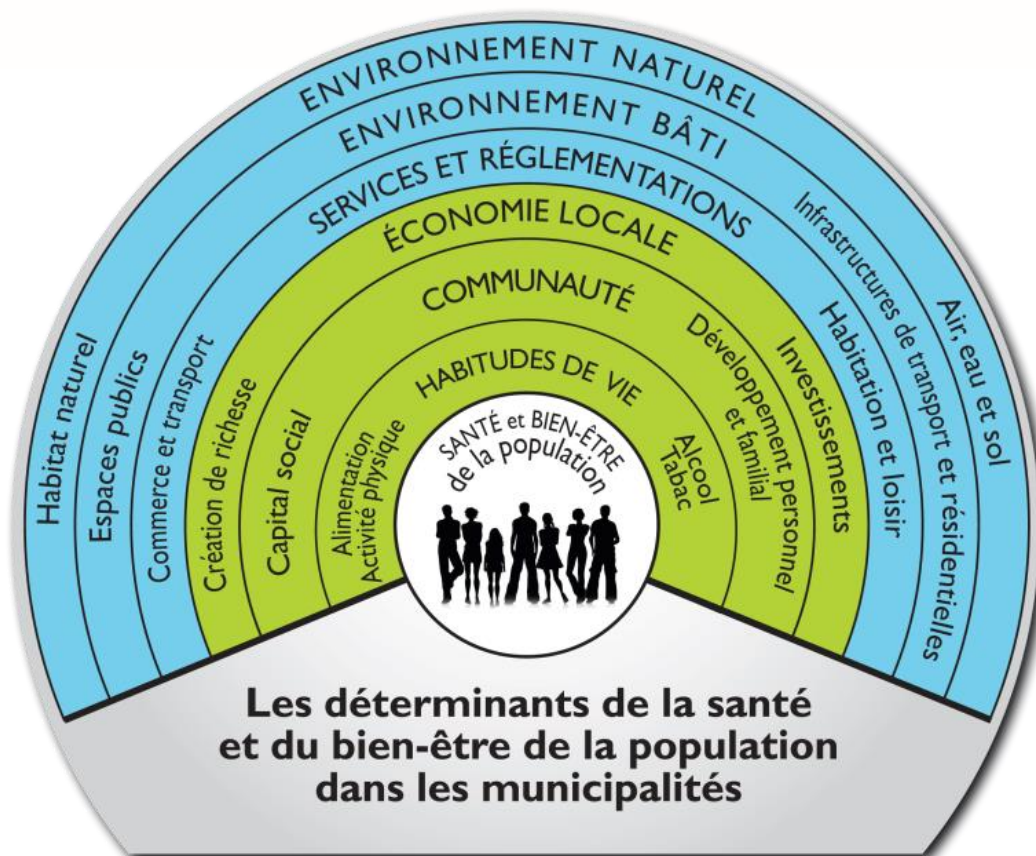 ENVIRONNEMENT NATUREL
Habitat naturel
Air, eau et sol
ENVIRONNEMENT BÂTI
Espaces publics
Infrastructures de transport et résidentielles
SERVICES ET RÉGLEMENTATIONS
Commerce et transport
Habitation et loisir
ÉCONOMIE LOCALE
Création de richesse
Investissements
COMMUNAUTÉ
Capital social
Développement personnel
et familial
HABITUDES DE VIE
Alimentation
Activité physique
Alcool
Tabac
SANTÉ et BIEN-ÊTRE
de la population
Les déterminants de la santé
et du bien-être de la population
dans les municipalités